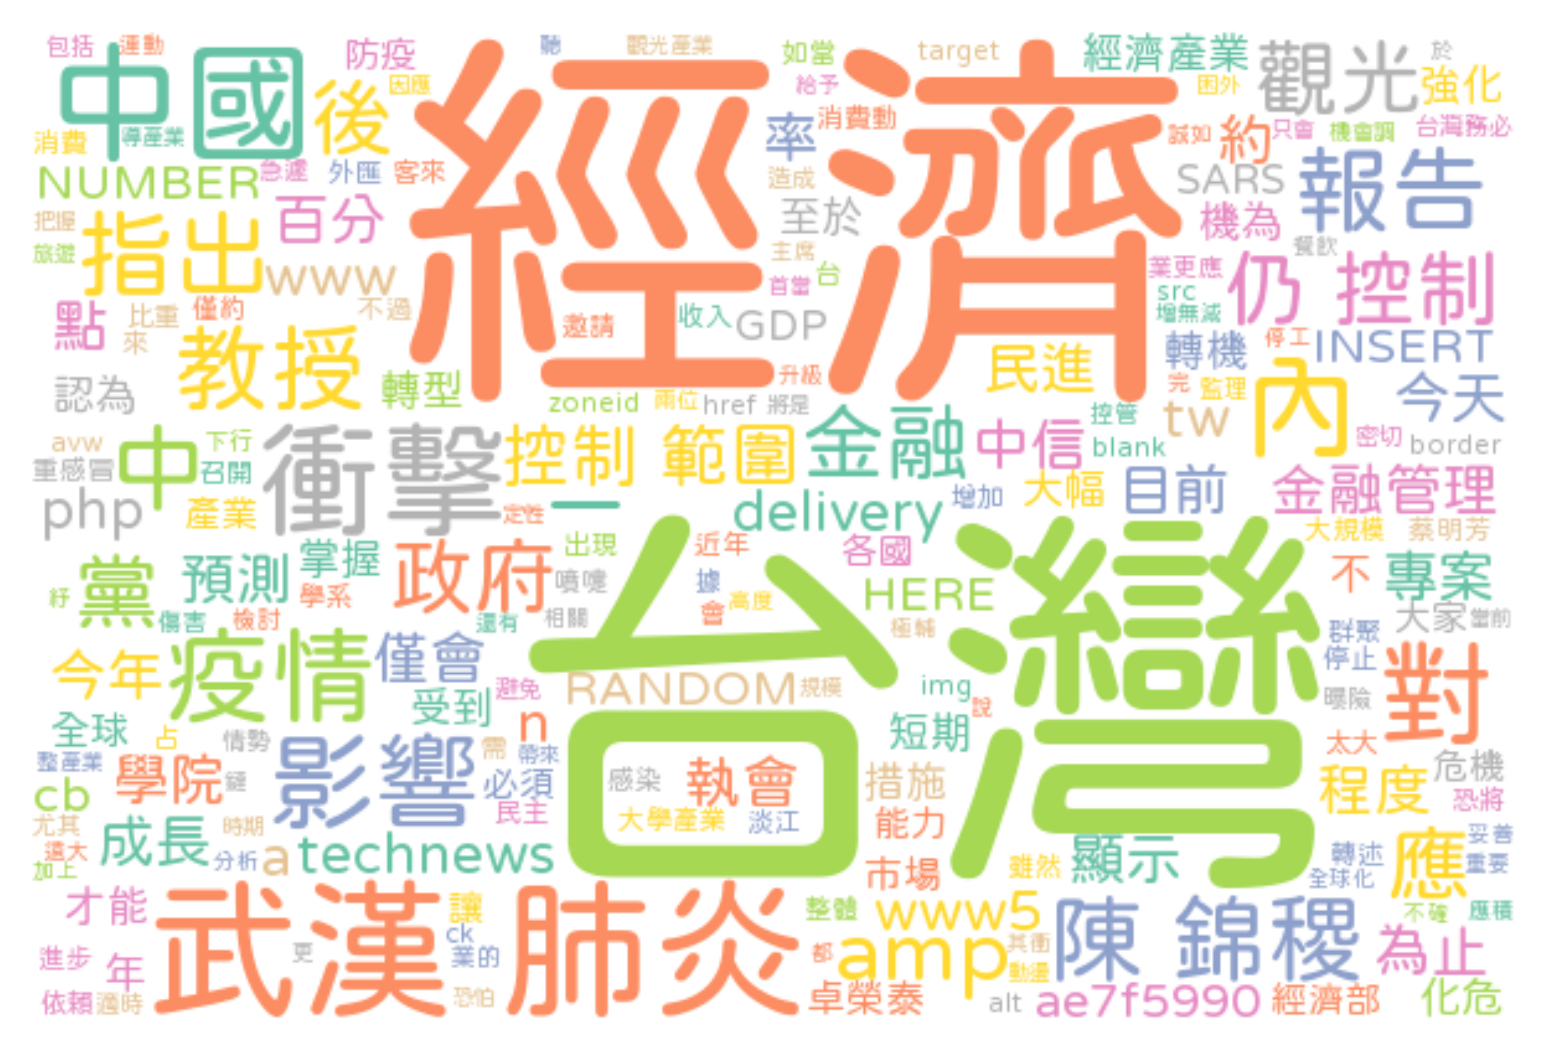 包括 運動 防疫 聽 觀光產業 如當 target 經濟產業 觀光 於
中國 後 因應 經濟 給予 困外 強化
消費 導產業 率 消費動 誠如 約 只會 機會調 台灣務必
NUMBER 急遽 外匯 客來 造成 SARS 報告
把握 指出 百分 至於 機為 餐飲
旅遊 www 主席 台 首當 業更應 仍 控制
點 比重 僅約 不過 邀請 收入 GDP src 增無減
來 教授 民進 轉機 停工 INSERT
認為 轉型 升級 完 監理 內 今天
zoneid 兩位 href 將是 金融 控管 tw
avw 中 下行 衝擊 控制 範圍 中信 blank 密切 border
重感冒 召開
php 產業 定性 一 delivery 增加 大幅 目前 金融管理
黨 預測 掌握 政府 出現 近年 各國 台灣 大規模 蔡明芳
紓 學系 噴嚏 據 HERE 不 專案
傷害 檢討 還有 相關 會 高度 極輔 群聚 大家 當前
今年 疫情 僅會 避免 RANDOM 規模 img 停止 對
全球 占 情勢 受到 n 說 短期 曝險
整產業 學院 鏈 影響 需 帶來 太大 危機
cb 必須 感染 執會 措施 程度 恐將
尤其 成長 時期 民主 大學產業 淡江 能力
遠大 分析 a technews 市場 雖然 顯示 轉述 應 妥善
加上 全球化 重要
才能 武漢 肺炎 讓 整體 www5 陳 錦稷 不確 應積
進步 年 更 ck 業的 都 amp 其衝 為止
依賴 適時 恐怕 卓榮泰 動盪 alt ae7f5990 經濟部 化危